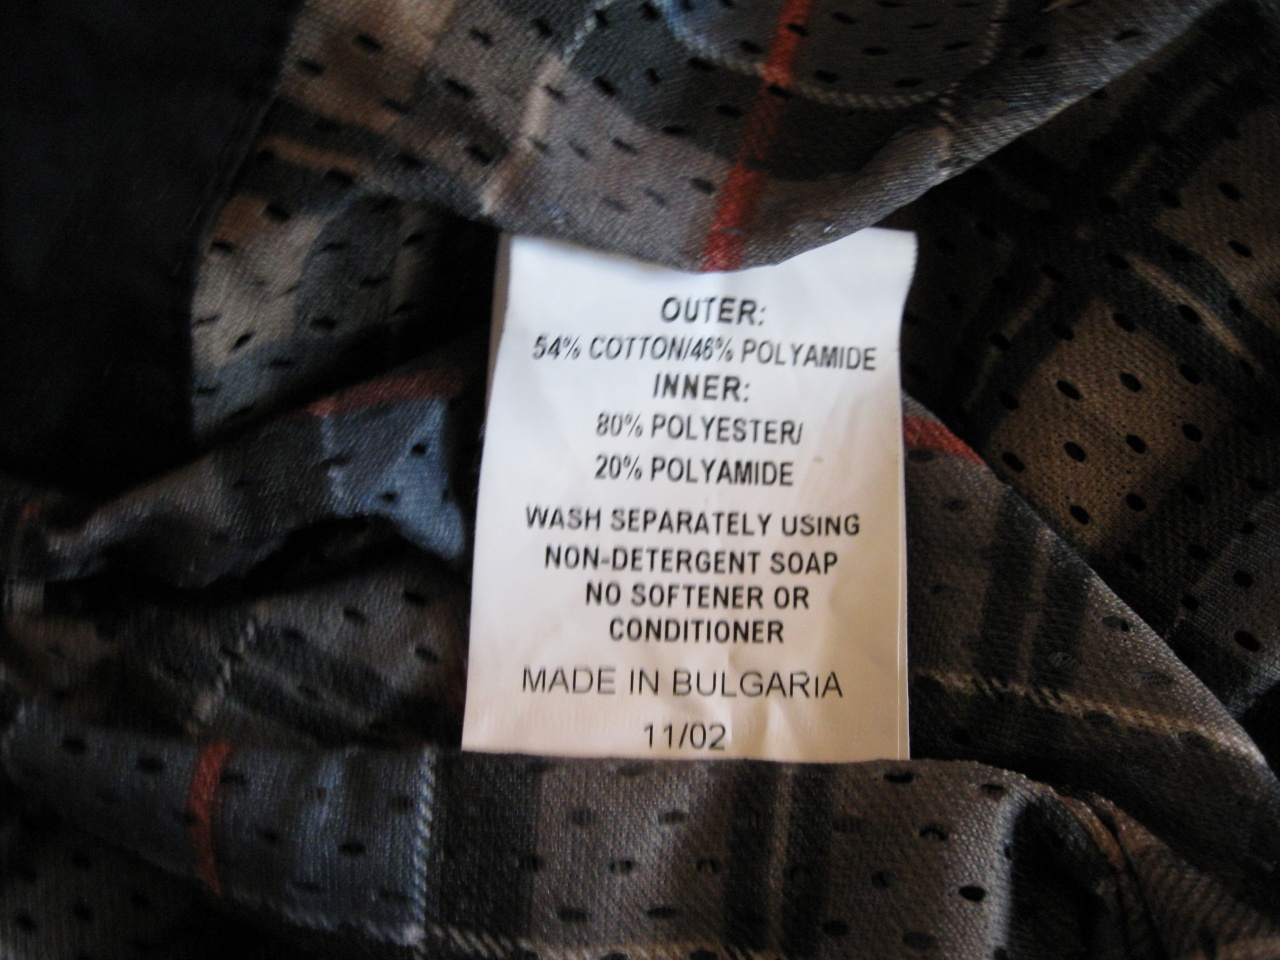 OUTER:
54% COTTON/46% POLYAMIDE
INNER:
80% POLYESTER/
20% POLYAMIDE
WASH SEPARATELY USING
NON-DETERGENT SOAP
NO SOFTENER OR
CONDITIONER
MADE IN BULGARIA
11/02